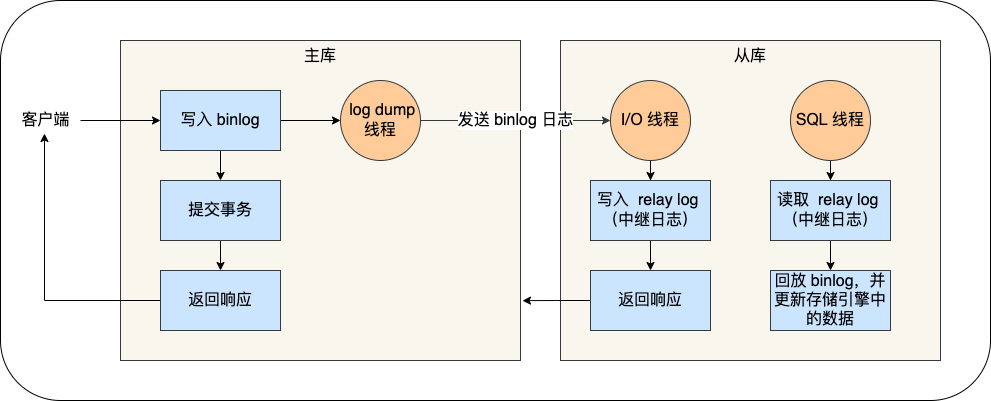 主库
从库
客户端
写入 binlog
log dump
线程
发送 binlog 日志
I/O 线程
SQL 线程
提交事务
写入 relay log
（中继日志）
读取 relay log
（中继日志）
返回响应
返回响应
回放 binlog，并
更新存储引擎中
的数据